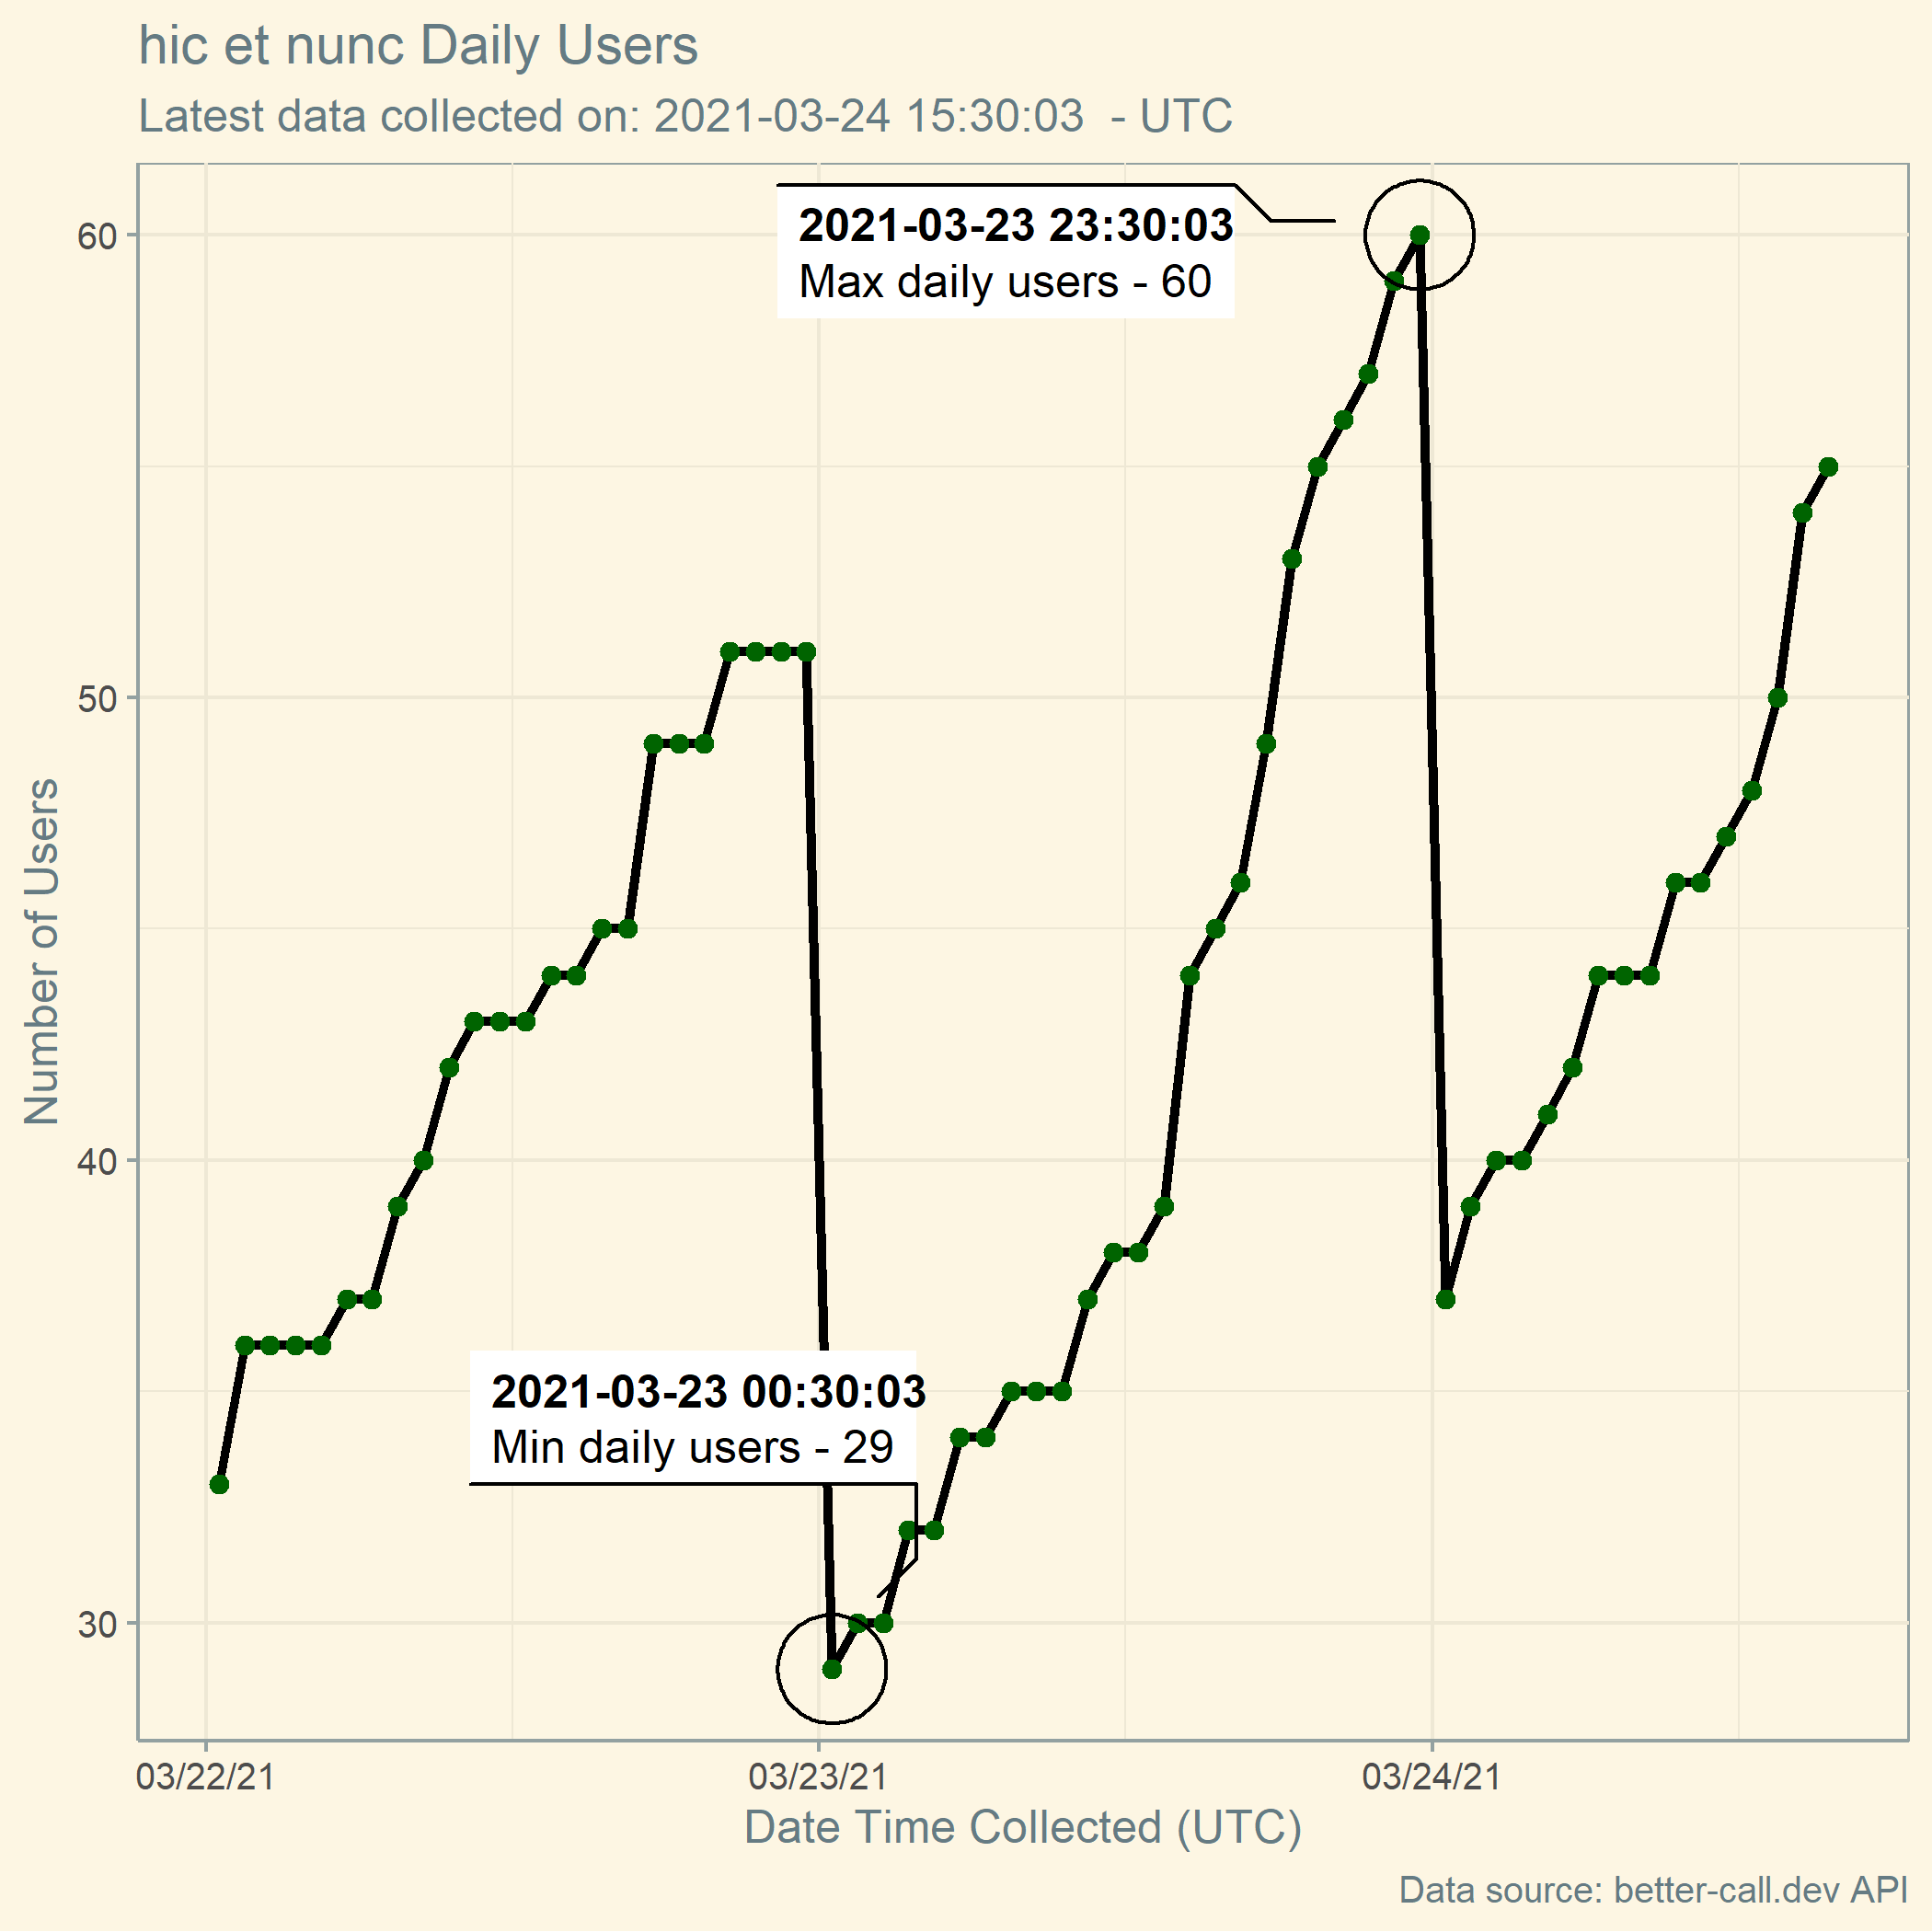 hic et nunc Daily Users
Latest data collected on: 2021-03-24 15:30:03  - UTC
2021-03-23 23:30:03
Max daily users - 60
60
50
40
30
Number of Users
2021-03-23 00:30:03
Min daily users - 29
03/22/21
03/23/21
03/24/21
Date Time Collected (UTC)
Data source: better-call.dev API